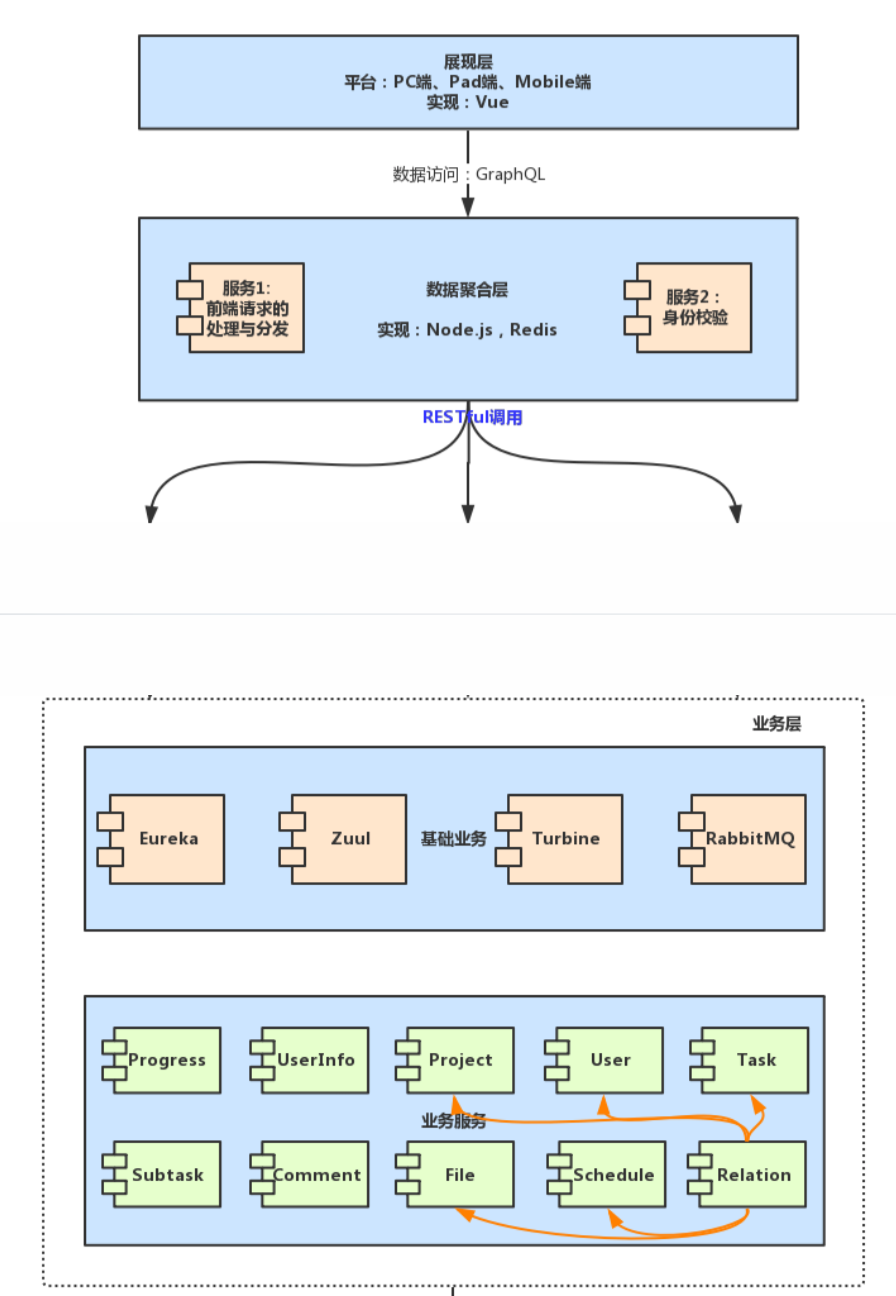 展现层
平台：PC端、Pad端、Mobile端
实现：Vue
数据访问：GraphQL
服务1:
前端请求的
处理与分发
数据聚合层
实现：Node.js，Redis
服务2：
身份校验
RESTful调用
业务层
Eureka
Zuul
基础业务
Turbine
RabbitMQ
Progress
UserInfo
Project
User
Task
业务服务
Subtask
Comment
File
Schedule
Relation